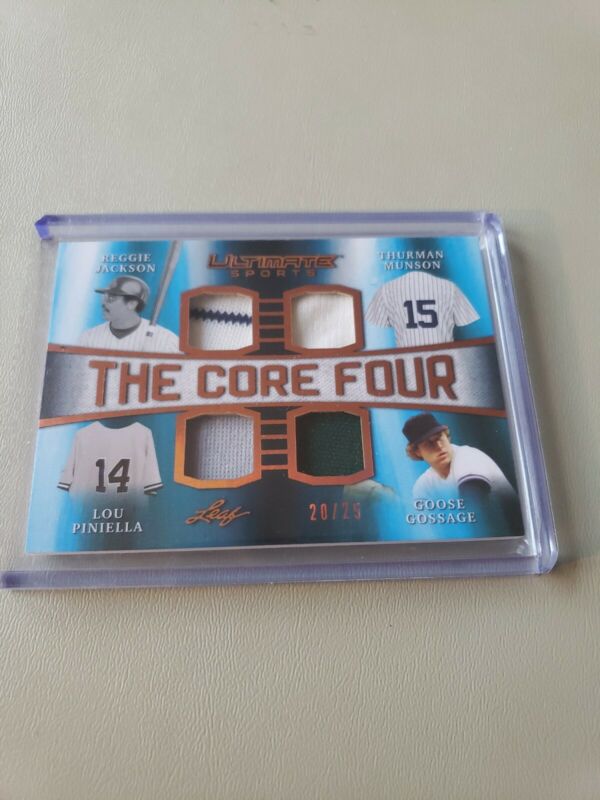 REGGIE
JACKSON
ULTIMATE
SPORTS
THURMAN
MUNSON
15
THE CORE FOUR
14
LOU
PINIELLA
Leaf
20/25
GOOSE
GOSSAGE